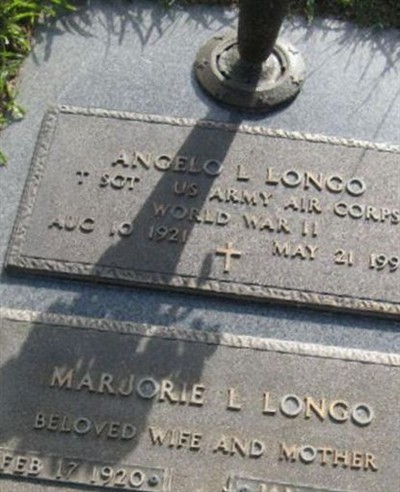 ANGELO L LONGO
T SGT US ARMY AIR CORPS
WORLD WAR II
AUG 10 1921 MAY 21 199
MARJORIE L LONGO
BELOVED WIFE AND MOTHER
FEB 17 1920